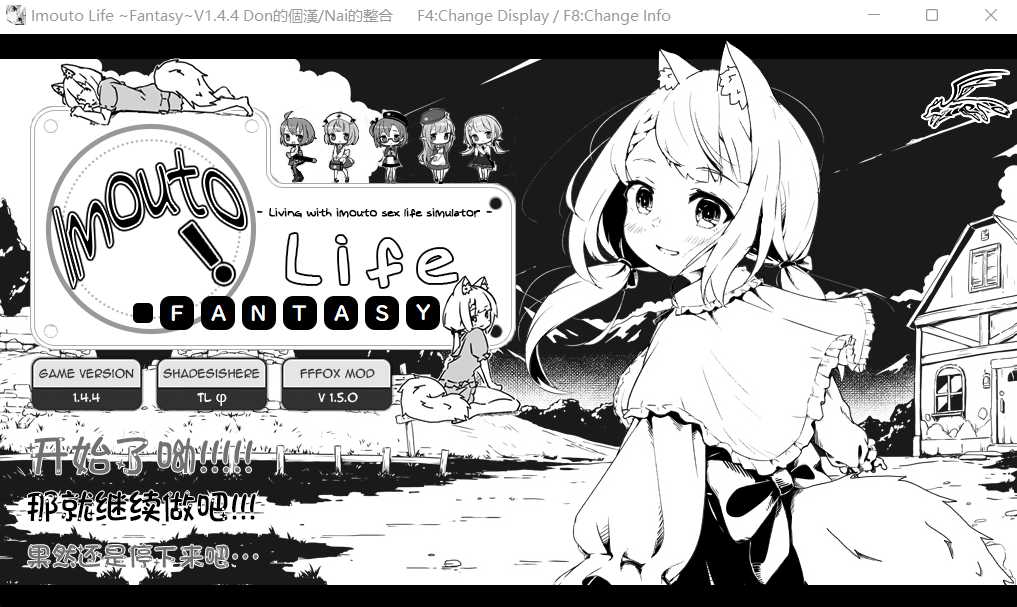 Imouto Life ~Fantasy~V1.4.4 Don的個漢/Nai的整合 F4:Change Display / F8:Change Info
Imouto!
- Living with imouto sex life simulator -
Life
FANTASY
GAME VERSION
1.4.4
SHADESISHERE
TL φ
FFFOX MOD
V 1.5.0
开始了呦!!!!!
那就继续做吧!!!
果然还是停下来吧…